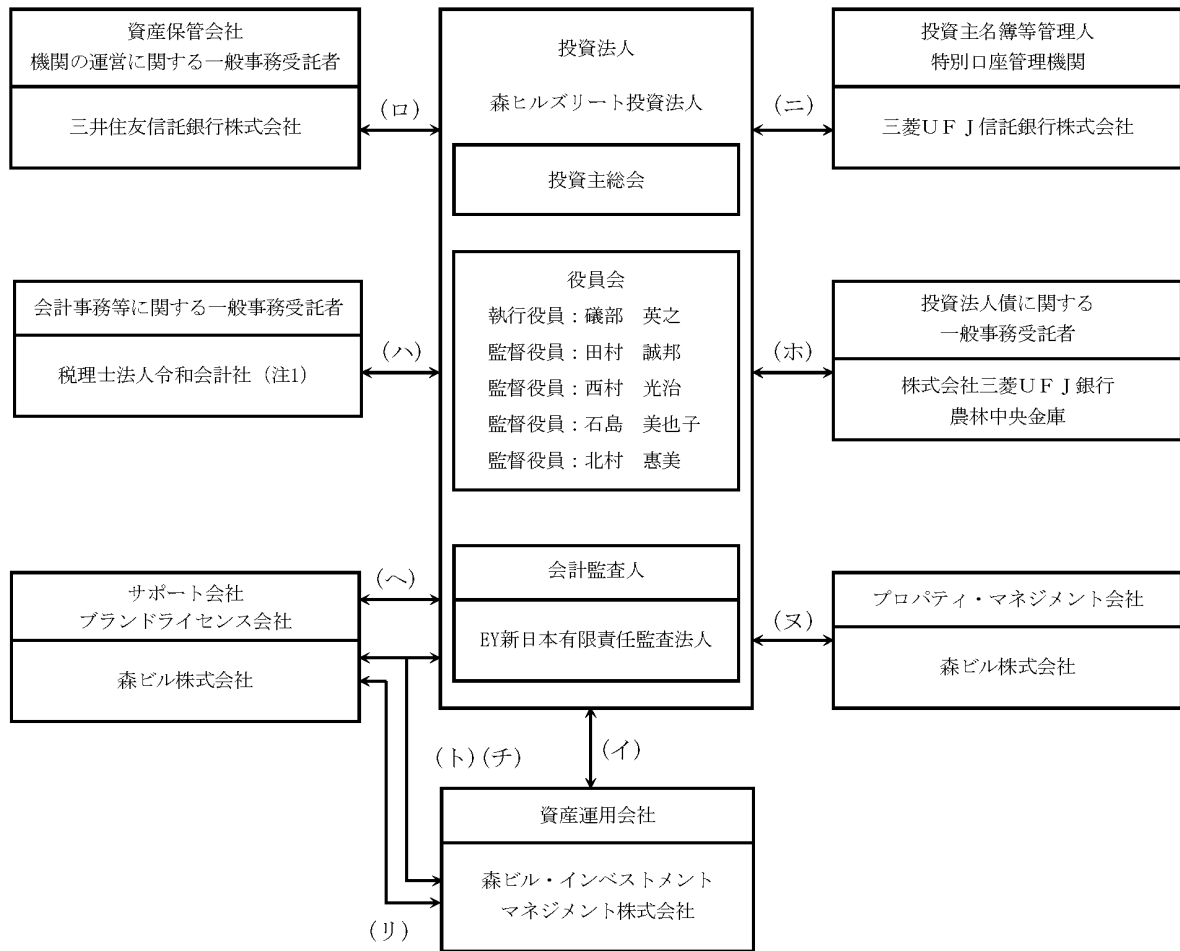 資産保管会社
機関の運営に関する一般事務受託者
三井住友信託銀行株式会社
(ロ)
投資法人
森ヒルズリート投資法人
投資主総会
(ニ)
投資主名簿等管理人
特別口座管理機関
三菱UFJ信託銀行株式会社
会計事務等に関する一般事務受託者
税理士法人令和会計社(注1)
(ハ)
役員会
執行役員:礒部 英之
監督役員:田村 誠邦
監督役員:西村 光治
監督役員:石島 美也子
監督役員:北村 惠美
(ホ)
投資法人債に関する
一般事務受託者
株式会社三菱UFJ銀行
農林中央金庫
サポート会社
ブランドライセンス会社
森ビル株式会社
(ヘ)
会計監査人
EY新日本有限責任監査法人
(ヌ)
プロパティ・マネジメント会社
森ビル株式会社
(ト)(チ)
(イ)
資産運用会社
森ビル・インベストメント
マネジメント株式会社
(リ)